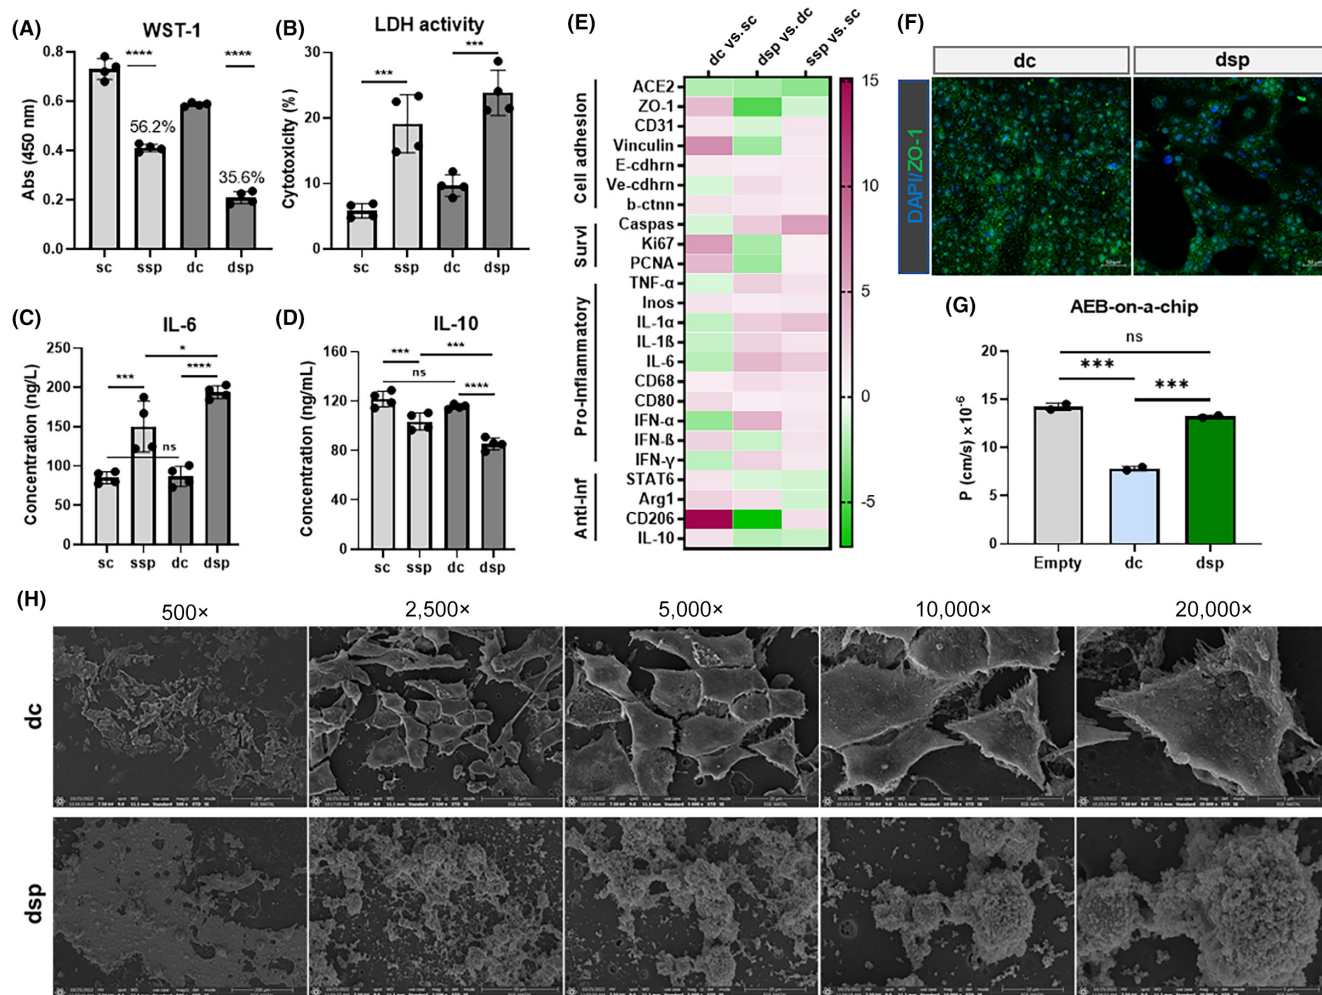 (A)
WST-1
Abs (450 nm)
0.8
0.6
0.4
0.2
0.0
****
****
56.2%
35.6%
sc
ssp
dc
dsp
(B)
LDH activity
Cytotoxicity (%)
30
20
10
0
***
***
sc
ssp
dc
dsp
(C)
IL-6
Concentration (ng/L)
250
200
150
100
50
0
*
***
****
ns
sc
ssp
dc
dsp
(D)
IL-10
Concentration (ng/mL)
160
120
80
40
0
***
***
ns
****
sc
ssp
dc
dsp
(E)
dc vs. sc
dsp vs. dc
ssp vs. sc
Cell adhesion
ACE2
ZO-1
CD31
Vinculin
E-cdhrn
Ve-cdhrn
b-ctnn
Survi
Caspas
Ki67
PCNA
Pro-Inflammatory
TNF-α
Inos
IL-1α
IL-1ß
IL-6
CD68
CD80
IFN-α
IFN-ß
IFN-γ
Anti-Inf
STAT6
Arg1
CD206
IL-10
15
10
5
0
-5
(F)
dc
dsp
DAPI/ZO-1
(G)
AEB-on-a-chip
P (cm/s) ×10-6
20
15
10
5
0
ns
***
***
Empty
dc
dsp
(H)
500×
2,500×
5,000×
10,000×
20,000×
dc
dsp